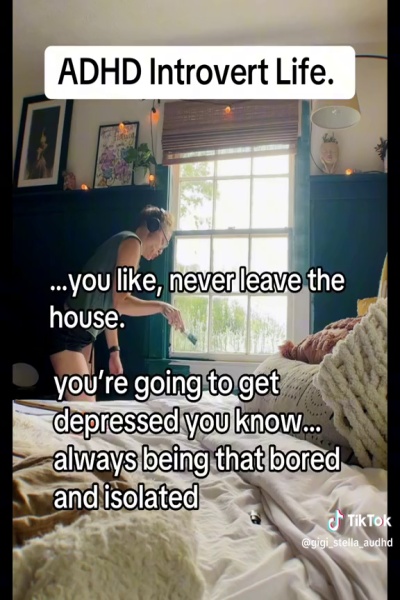 ADHD Introvert Life.
...you like, never leave the
house.
you're going to get
depressed you know...
always being that bored
and isolated
TikTok
@gigi_stella_audhd